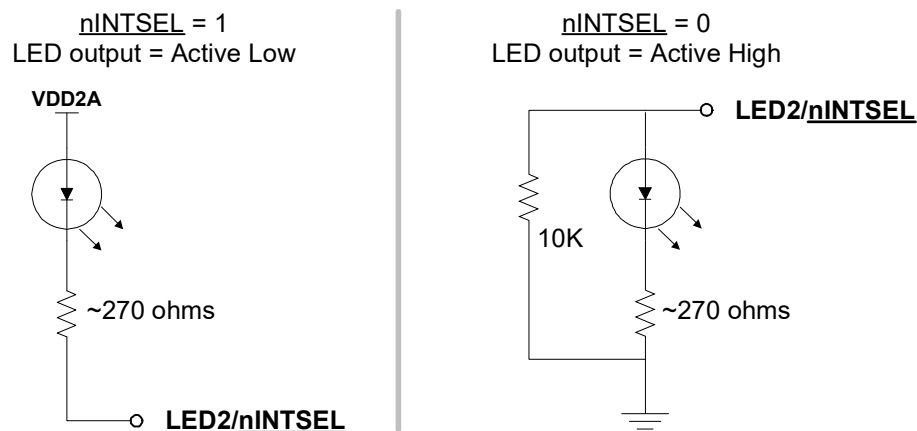 nINTSEL = 1
LED output = Active Low
VDD2A
~270 ohms
LED2/nINTSEL
nINTSEL = 0
LED output = Active High
LED2/nINTSEL
10K
~270 ohms